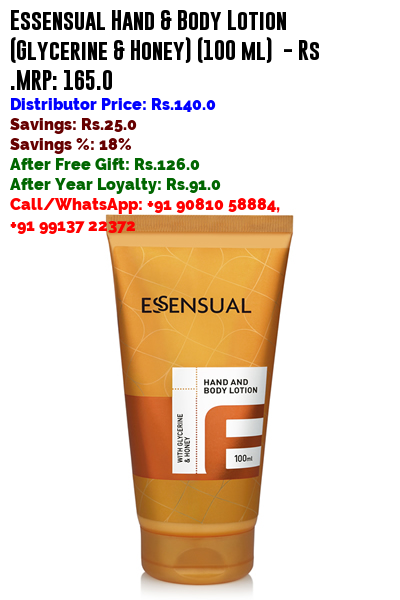 Essensual Hand & Body Lotion
(Glycerine & Honey) (100 ml) - Rs
.MRP: 165.0
Distributor Price: Rs.140.0
Savings: Rs.25.0
Savings %: 18%
After Free Gift: Rs.126.0
After Year Loyalty: Rs.91.0
Call/WhatsApp: +91 90810 58884,
+91 99137 22372
ESSENSUAL
HAND AND
BODY LOTION
WITH GLYCERINE
& HONEY
100ml